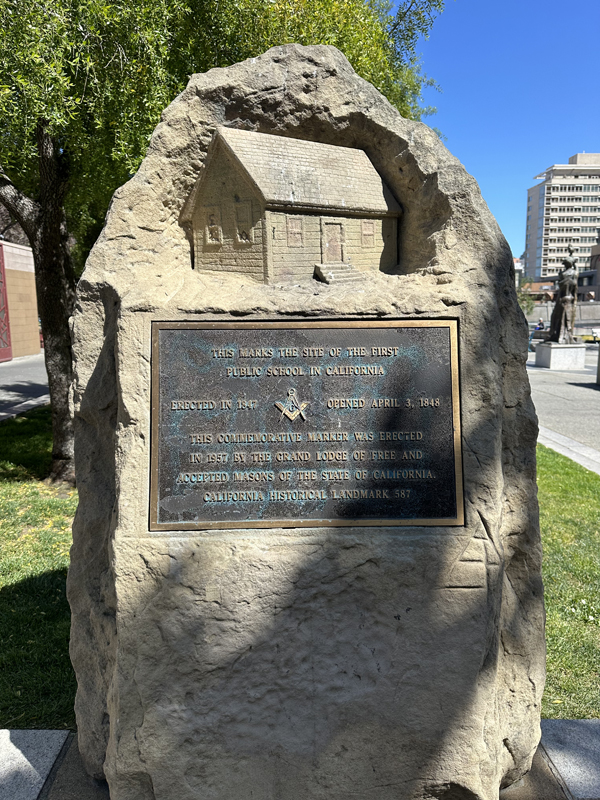 THIS MARKS THE SITE OF THE FIRST
PUBLIC SCHOOL IN CALIFORNIA
ERECTED IN 1847 G OPENED APRIL 3, 1848
THIS COMMEMORATIVE MARKER WAS ERECTED
IN 1957 BY THE GRAND LODGE OF FREE AND
ACCEPTED MASONS OF THE STATE OF CALIFORNIA.
CALIFORNIA HISTORICAL LANDMARK 587